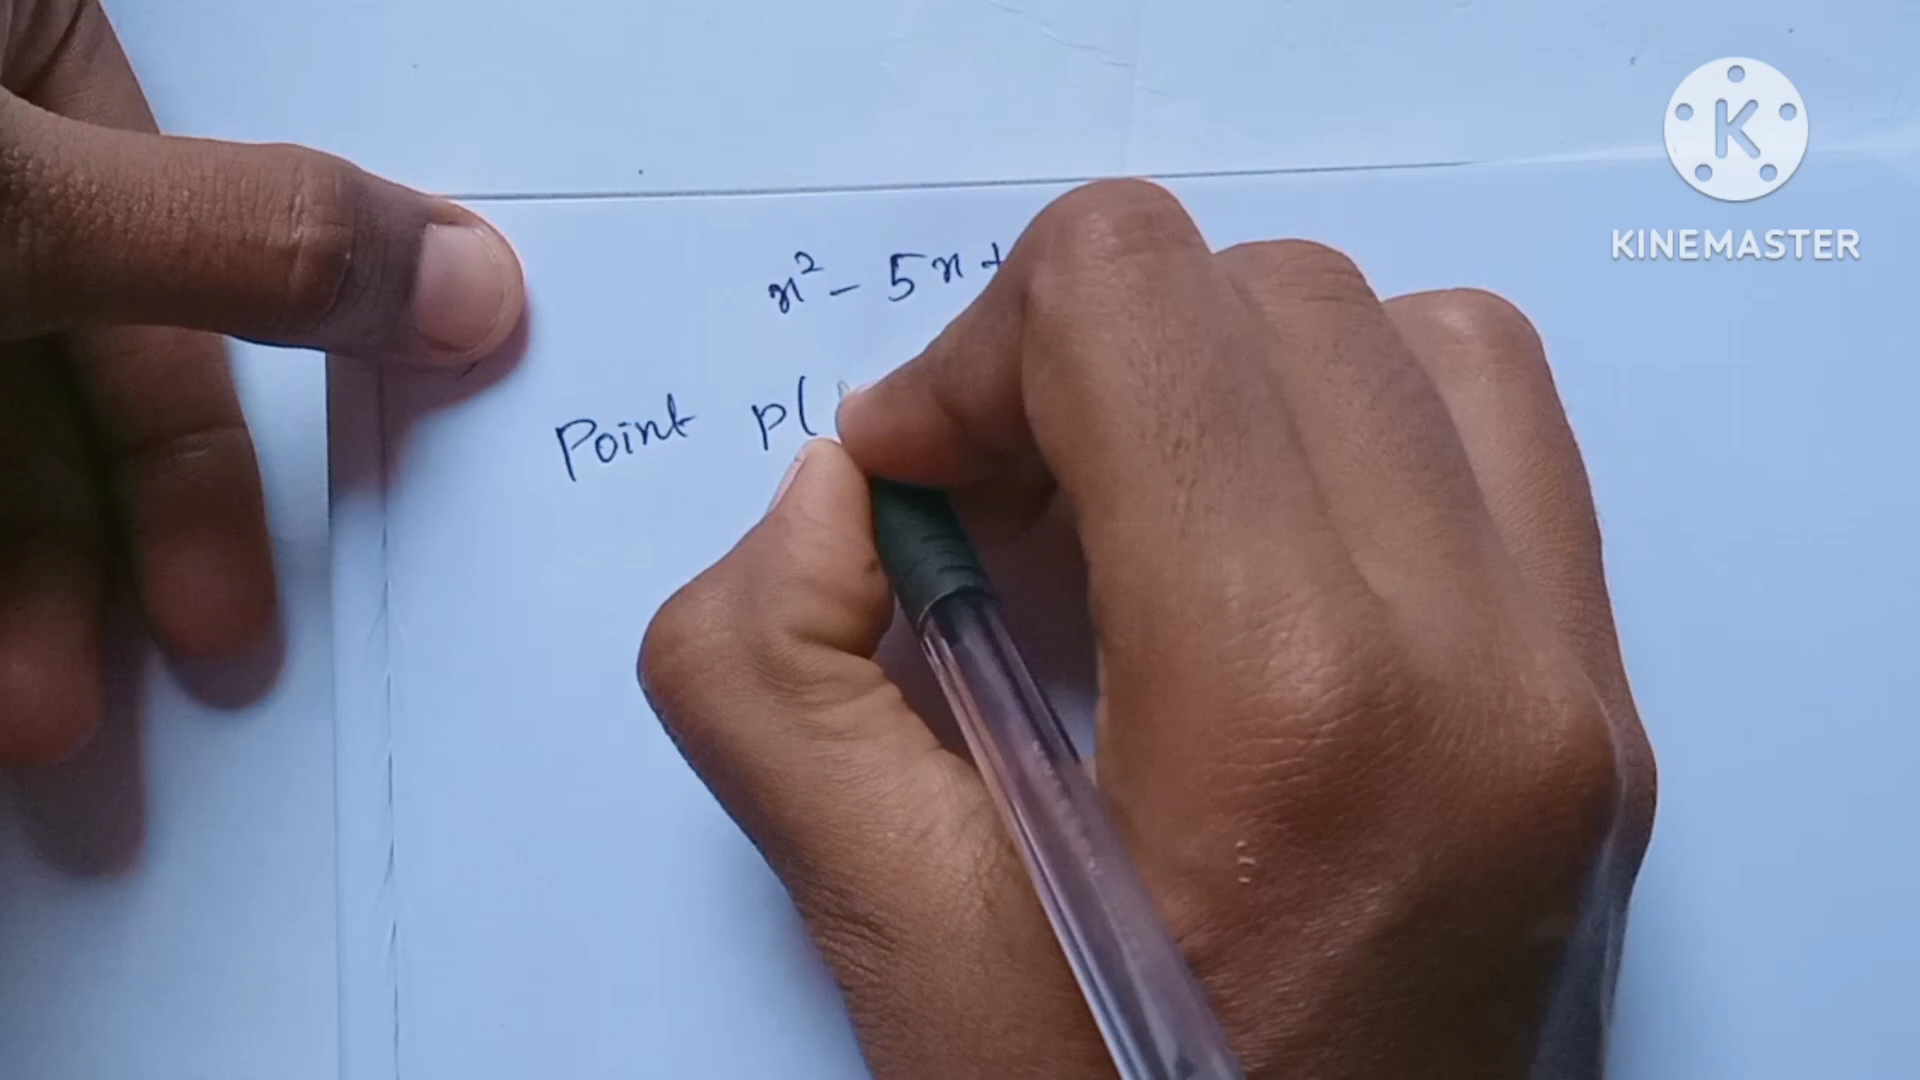 x² - 5x +
Point P(
K
KINEMASTER